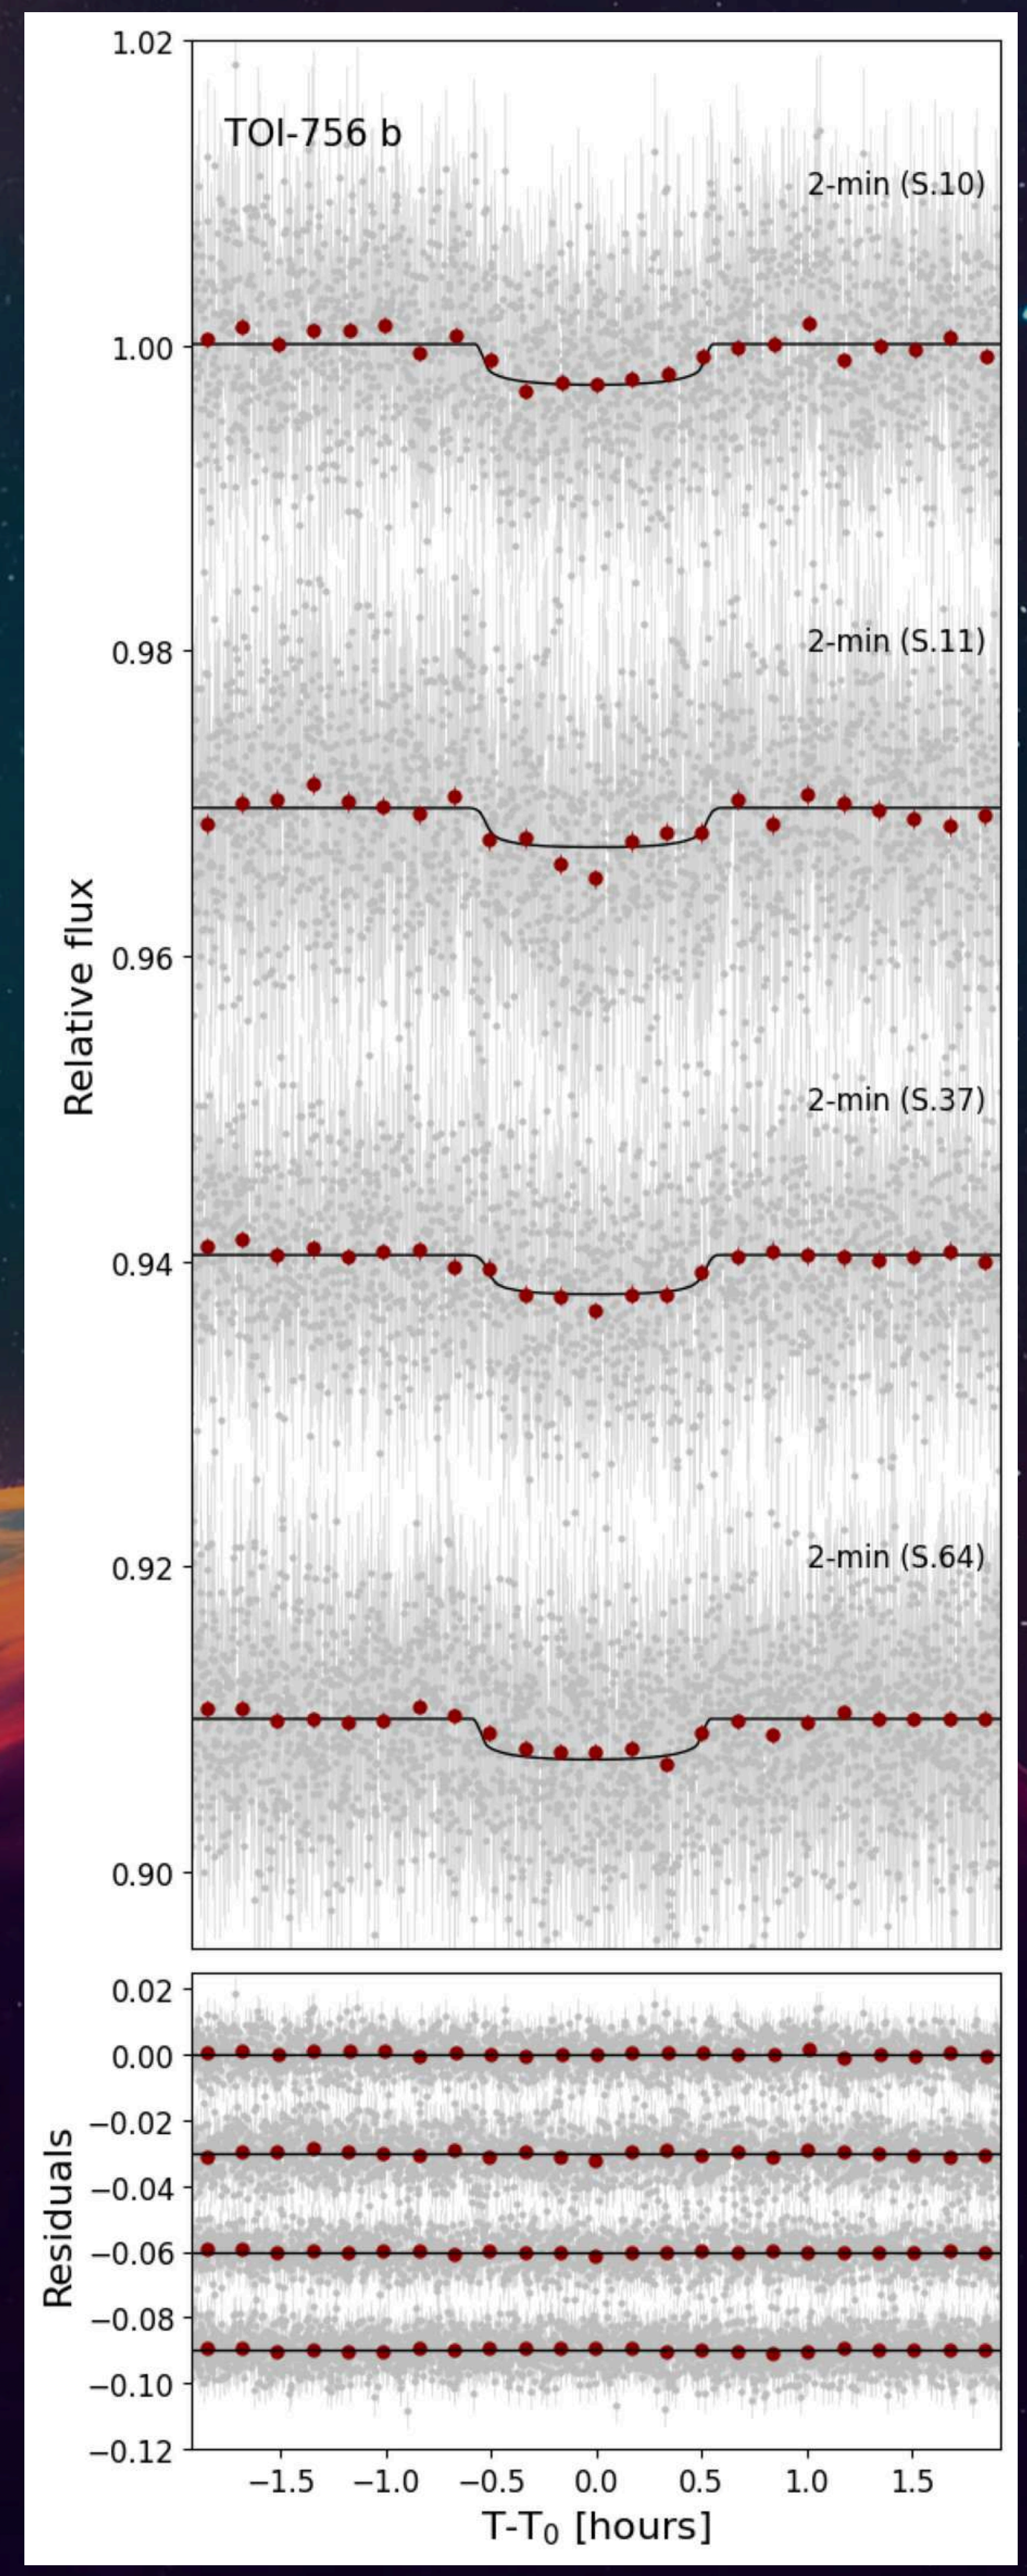 1.02
TOI-756 b
2-min (S.10)
1.00
2-min (S.11)
0.98
Relative flux
0.96
2-min (S.37)
0.94
2-min (S.64)
0.92
0.90
0.02
0.00
−0.02
Residuals
−0.04
−0.06
−0.08
−0.10
−0.12
−1.5 −1.0 −0.5 0.0 0.5 1.0 1.5
T-T₀ [hours]